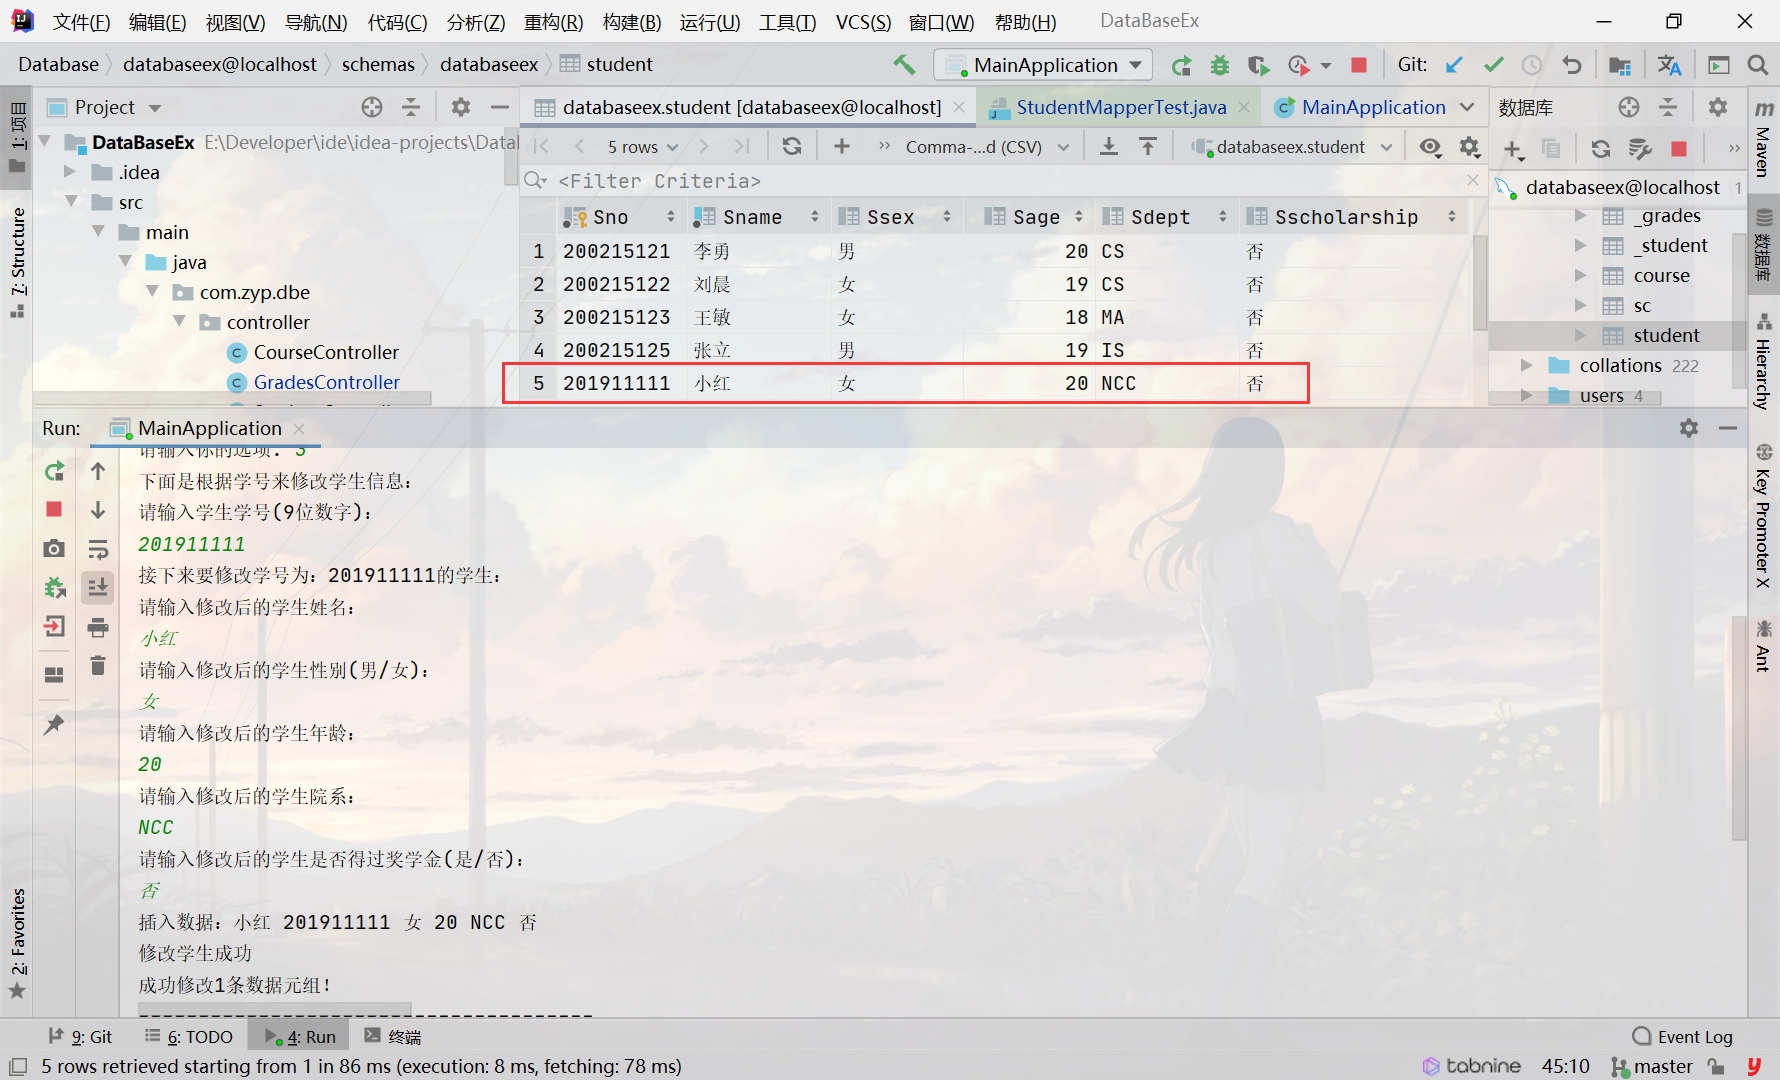 文件(F) 编辑(E) 视图(V) 导航(N) 代码(C) 分析(Z) 重构(R) 构建(B) 运行(U) 工具(T) VCS(S) 窗口(W) 帮助(H) DataBaseEx
Database databaseex@localhost schemas databaseex student MainApplication Git:
1: 项目
7: Structure
2: Favorites
Project
DataBaseEx E:\Developer\ide\idea-projects\Data
.idea
src
main
java
com.zyp.dbe
controller
CourseController
GradesController
databaseex.student [databaseex@localhost] StudentMapperTest.java MainApplication
5 rows Comma-...d (CSV) databaseex.student
<Filter Criteria>
Sno Sname Ssex Sage Sdept Sscholarship
1 200215121 李勇 男 20 CS 否
2 200215122 刘晨 女 19 CS 否
3 200215123 王敏 女 18 MA 否
4 200215125 张立 男 19 IS 否
5 201911111 小红 女 20 NCC 否
数据库
databaseex@localhost 1
_grades
_student
course
sc
student
collations 222
users 4
Maven
数据库
Hierarchy
Key Promoter X
Ant
Run: MainApplication
请输入你的选项: 3
下面是根据学号来修改学生信息:
请输入学生学号(9位数字):
201911111
接下来要修改学号为: 201911111的学生:
请输入修改后的学生姓名:
小红
请输入修改后的学生性别(男/女):
女
请输入修改后的学生年龄:
20
请输入修改后的学生院系:
NCC
请输入修改后的学生是否得过奖学金(是/否):
否
插入数据: 小红 201911111 女 20 NCC 否
修改学生成功
成功修改1条数据元组!
--------------------------------------
9: Git 6: TODO 4: Run 终端 Event Log
5 rows retrieved starting from 1 in 86 ms (execution: 8 ms, fetching: 78 ms) tabnine 45:10 master